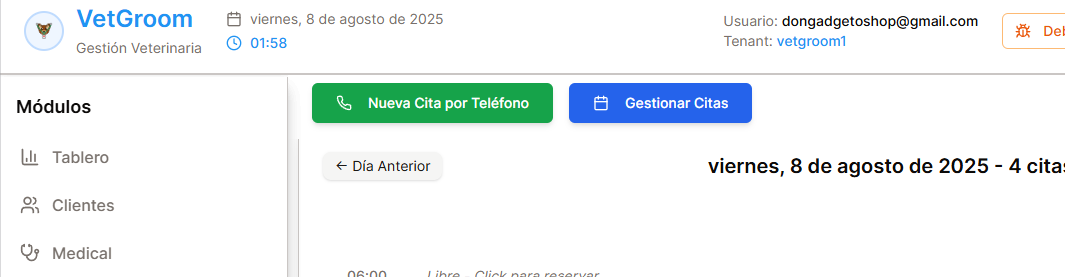 VetGroom
Gestión Veterinaria
viernes, 8 de agosto de 2025
01:58
Usuario: dongadgetoshop@gmail.com
Tenant: vetgroom1
Módulos
Tablero
Clientes
Medical
Nueva Cita por Teléfono
Gestionar Citas
← Día Anterior
viernes, 8 de agosto de 2025 - 4 citas
06:00 Libre - Click para reservar